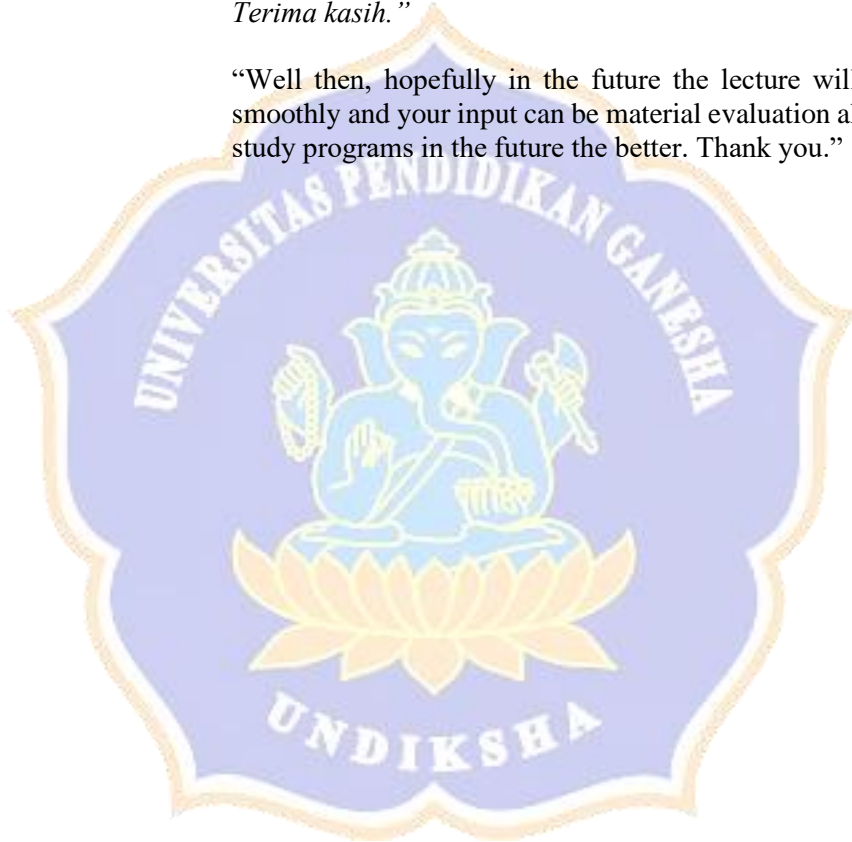 Terima kasih.”
“Well then, hopefully in the future the lecture will
smoothly and your input can be material evaluation
study programs in the future the better. Thank you.”
UNIVERSITAS PENDIDIKAN GANESHA
UNDIKSHA